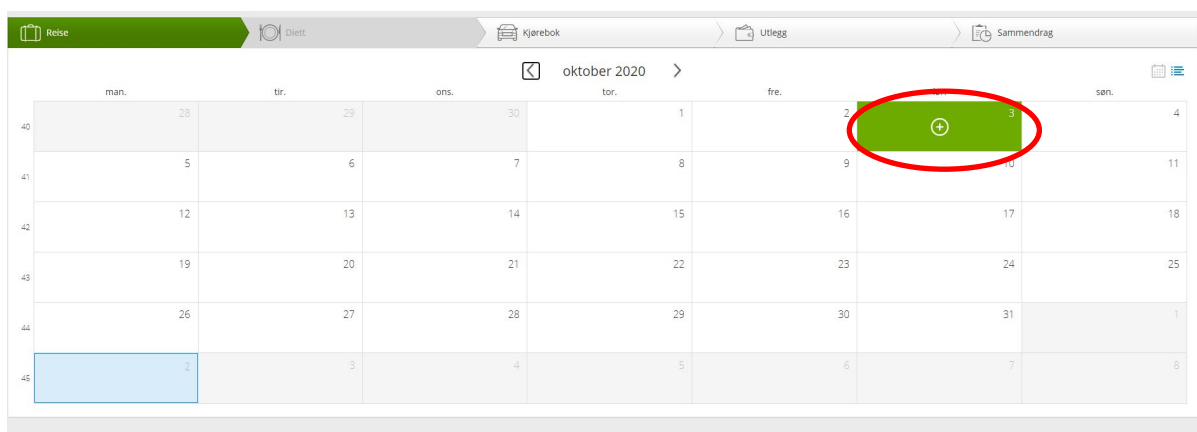 Reise Diett Kjørebok Utlegg Sammendrag
oktober 2020
man. tir. ons. tor. fre. søn.
40 28 29 30 1 2 3 4
41 5 6 7 8 9 10 11
42 12 13 14 15 16 17 18
43 19 20 21 22 23 24 25
44 26 27 28 29 30 31 1
45 2 3 4 5 6 7 8